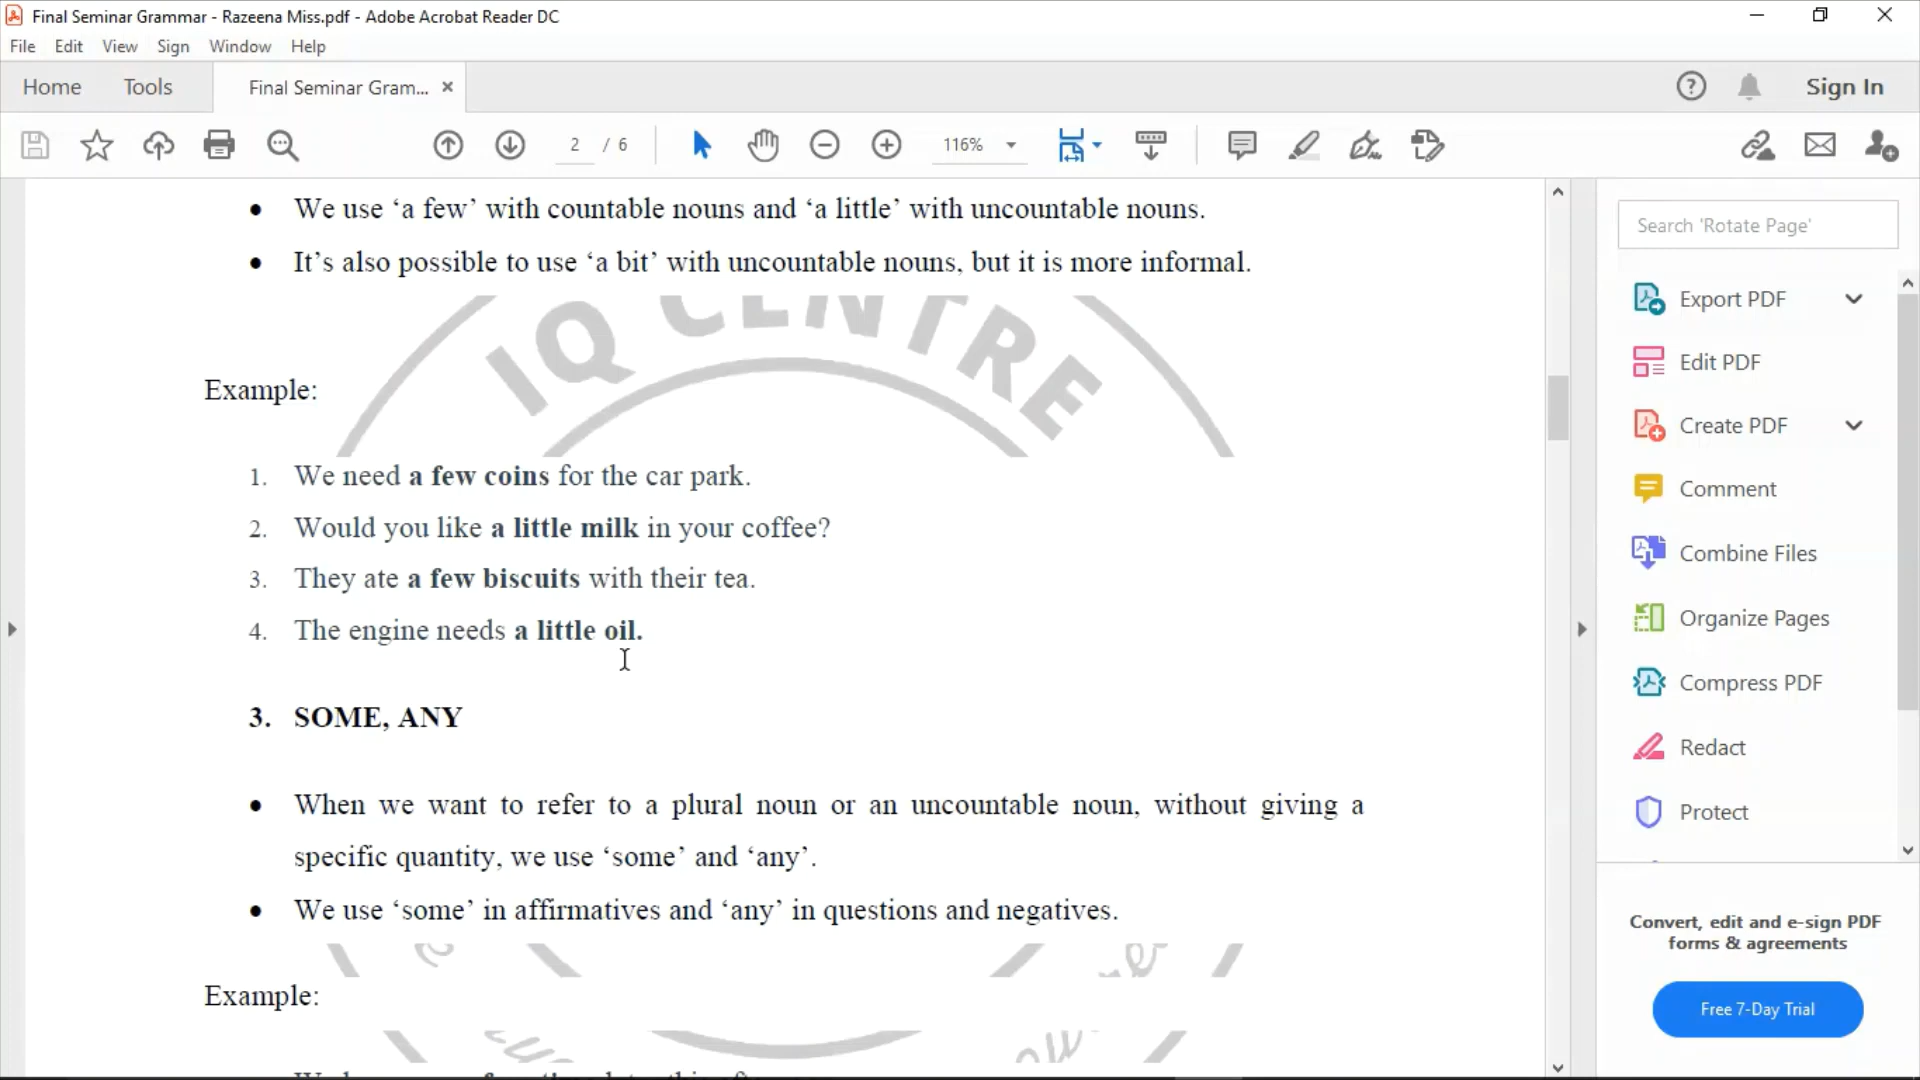 Final Seminar Grammar - Razeena Miss.pdf - Adobe Acrobat Reader DC
File Edit View Sign Window Help
Home Tools Final Seminar Gram... Sign In
2 / 6 116%
• We use ‘a few’ with countable nouns and ‘a little’ with uncountable nouns.
• It’s also possible to use ‘a bit’ with uncountable nouns, but it is more informal.
IQ CENTRE
Example:
1. We need a few coins for the car park.
2. Would you like a little milk in your coffee?
3. They ate a few biscuits with their tea.
4. The engine needs a little oil.
3. SOME, ANY
• When we want to refer to a plural noun or an uncountable noun, without giving a
specific quantity, we use ‘some’ and ‘any’.
• We use ‘some’ in affirmatives and ‘any’ in questions and negatives.
Example:
Search 'Rotate Page'
Export PDF
Edit PDF
Create PDF
Comment
Combine Files
Organize Pages
Compress PDF
Redact
Protect
Convert, edit and e-sign PDF
forms & agreements
Free 7-Day Trial